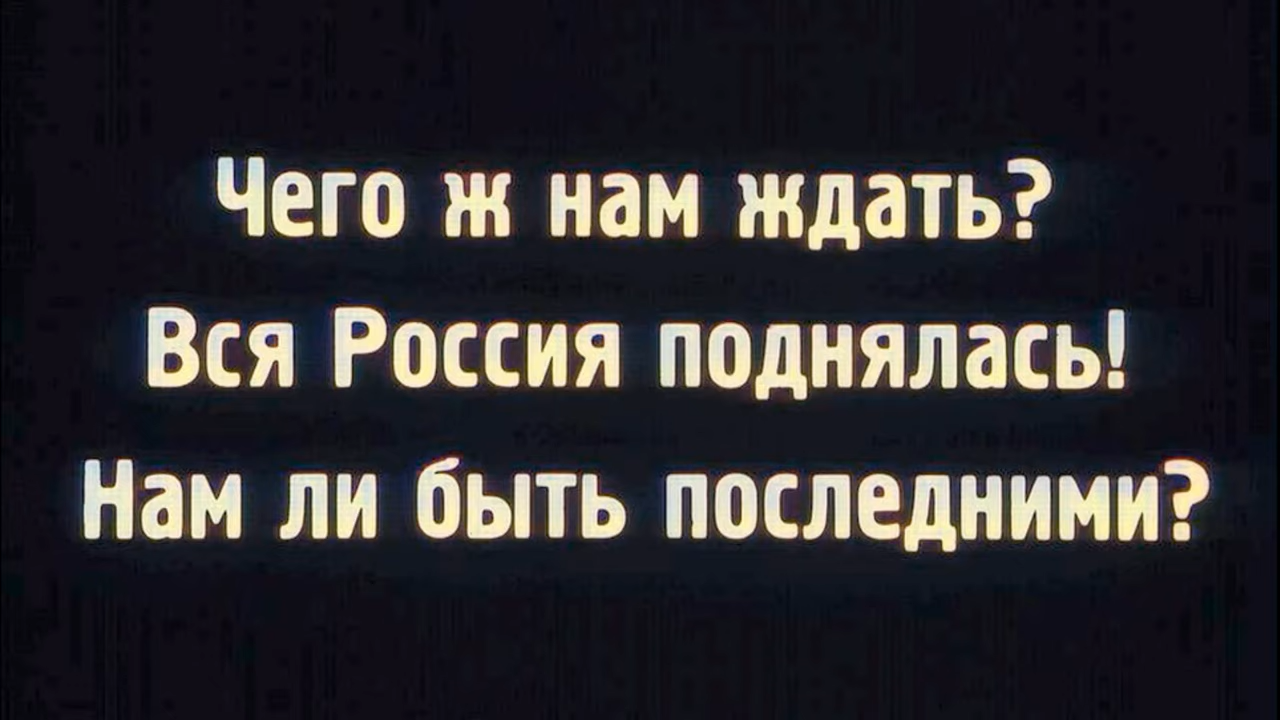 Чего ж нам ждать?
Вся Россия поднялась!
Нам ли быть последними?